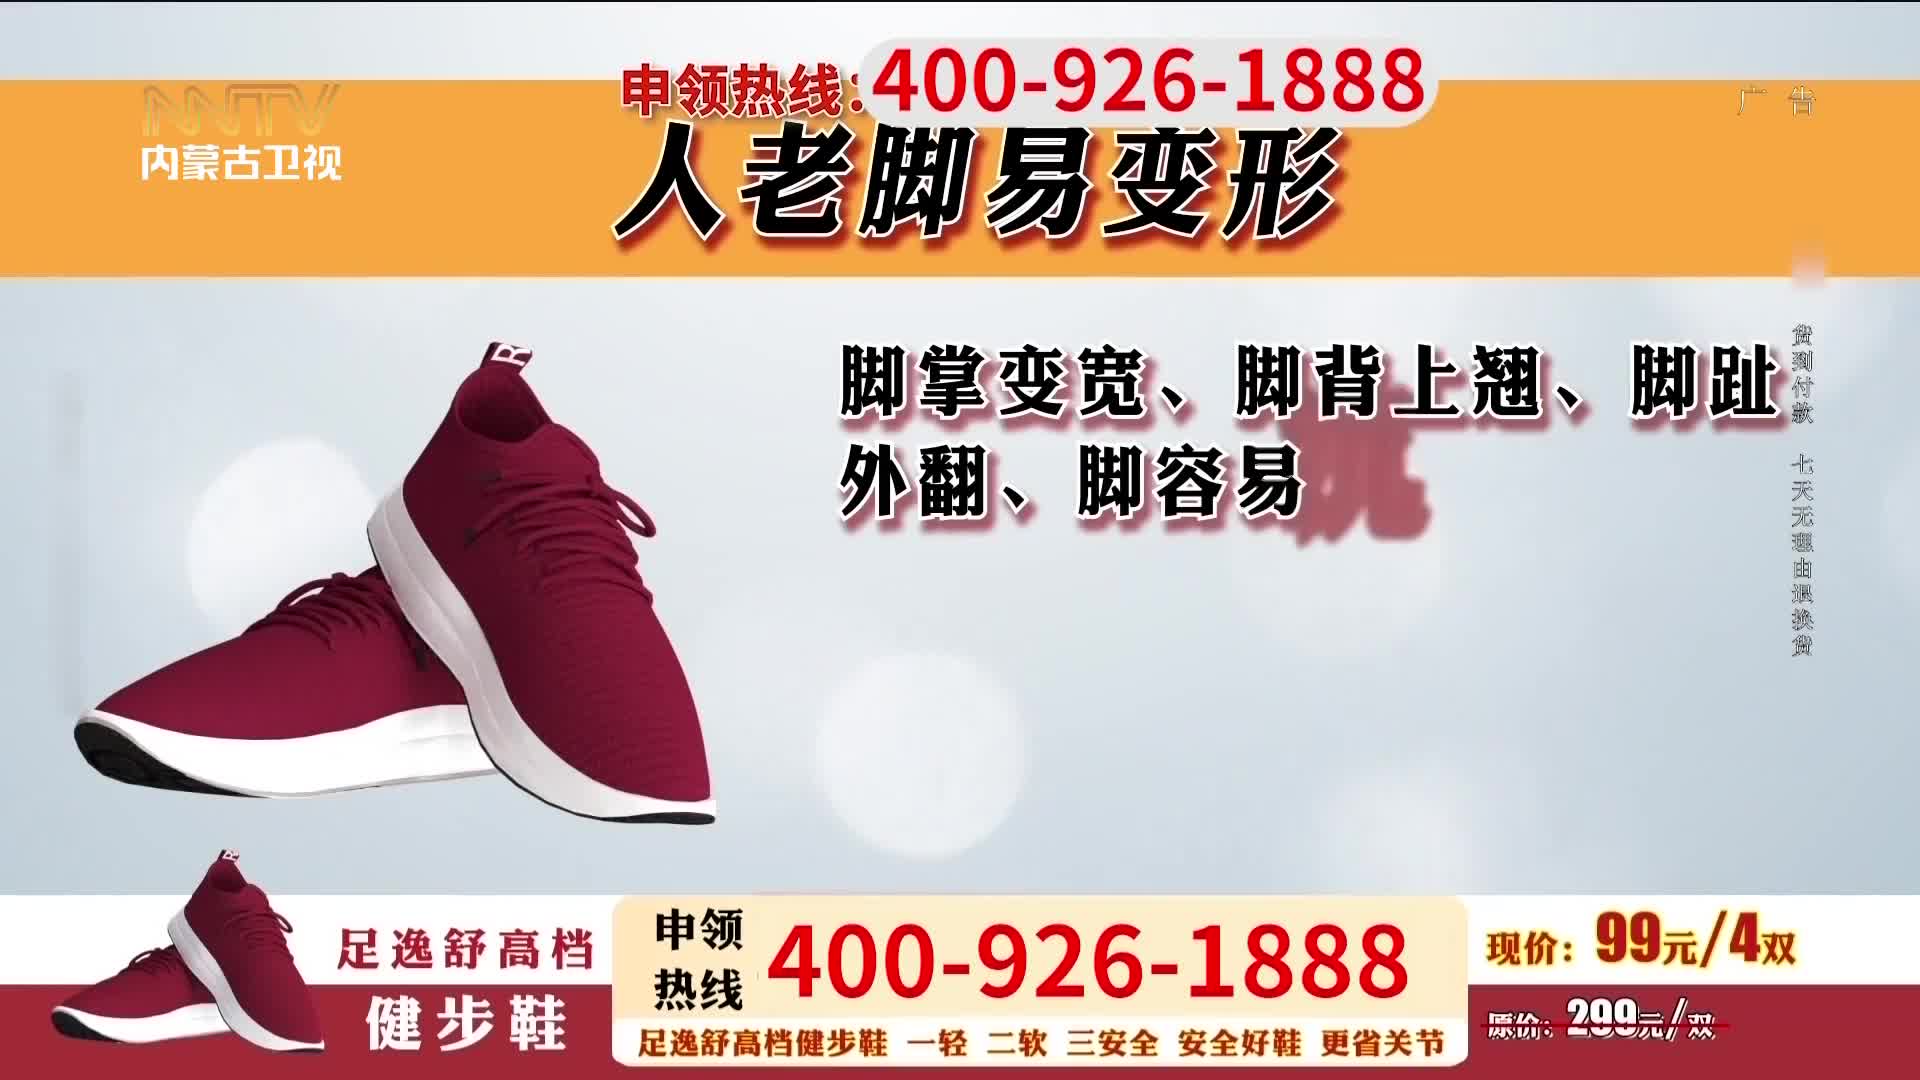 申领热线：400-926-1888
NNTV
内蒙古卫视
广告
人老脚易变形
脚掌变宽、脚背上翘、脚趾
外翻、脚容易
货到付款 七天无理由退换货
R
足逸舒高档
健步鞋
申领
热线
400-926-1888
足逸舒高档健步鞋 一轻 二软 三安全 安全好鞋 更省关节
现价：99元/4双
原价：299元/双